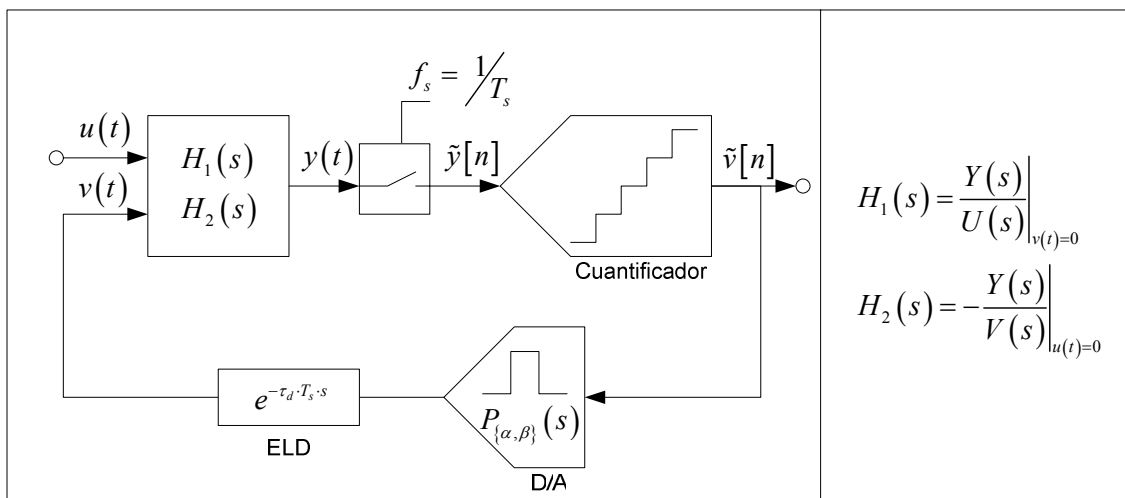 f_s = 1/T_s
u(t)
v(t)
H_1(s)
H_2(s)
y(t)
ỹ[n]
ṽ[n]
Cuantificador
e^{-τ_d·T_s·s}
ELD
P_{\{α,β\}}(s)
D/A
H_1(s) = Y(s)/U(s)|_{v(t)=0}
H_2(s) = -Y(s)/V(s)|_{u(t)=0}